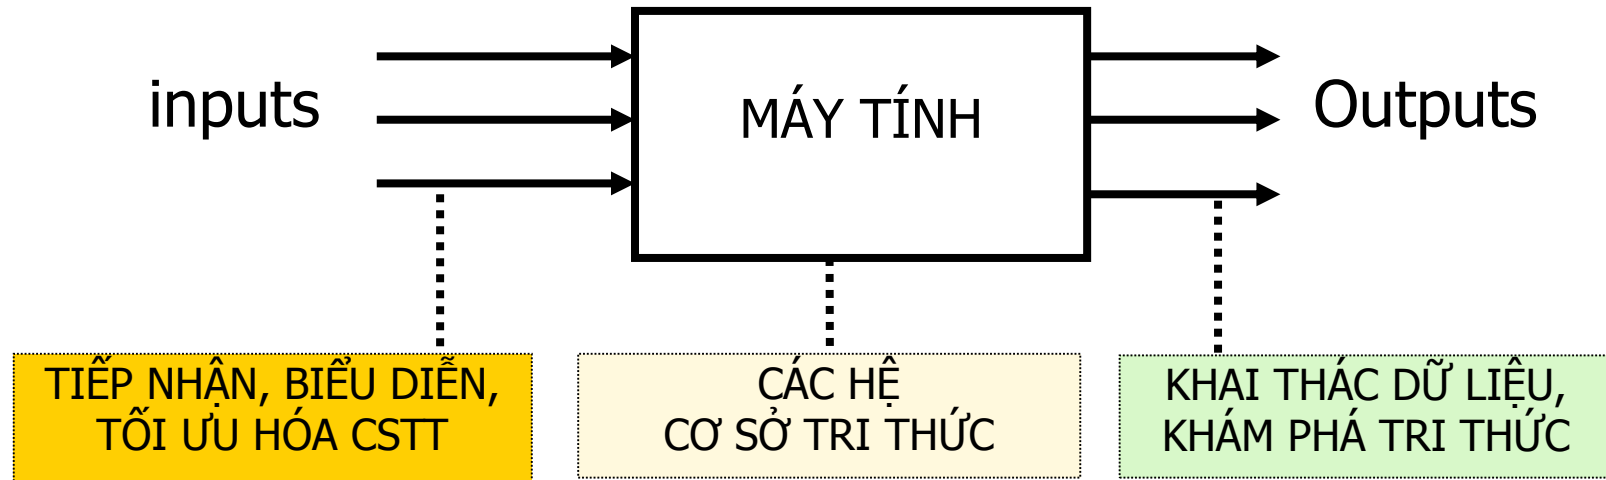 inputs
MÁY TÍNH
Outputs
TIẾP NHẬN, BIỂU DIỄN,
TỐI ƯU HÓA CSTT
CÁC HỆ
CƠ SỞ TRI THỨC
KHAI THÁC DỮ LIỆU,
KHÁM PHÁ TRI THỨC